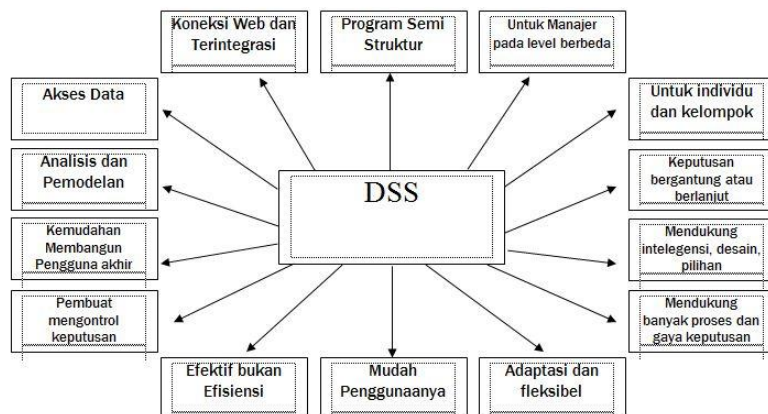 Koneksi Web dan
Terintegrasi
Program Semi
Struktur
Untuk Manajer
pada level berbeda
Akses Data
Untuk individu
dan kelompok
Analisis dan
Pemodelan
DSS
Keputusan
bergantung atau
berlanjut
Kemudahan
Membangun
Pengguna akhir
Mendukung
intelegensi, desain,
pilihan
Pembuat
mengontrol
keputusan
Mendukung
banyak proses dan
gaya keputusan
Efektif bukan
Efisiensi
Mudah
Penggunaanya
Adaptasi dan
fleksibel